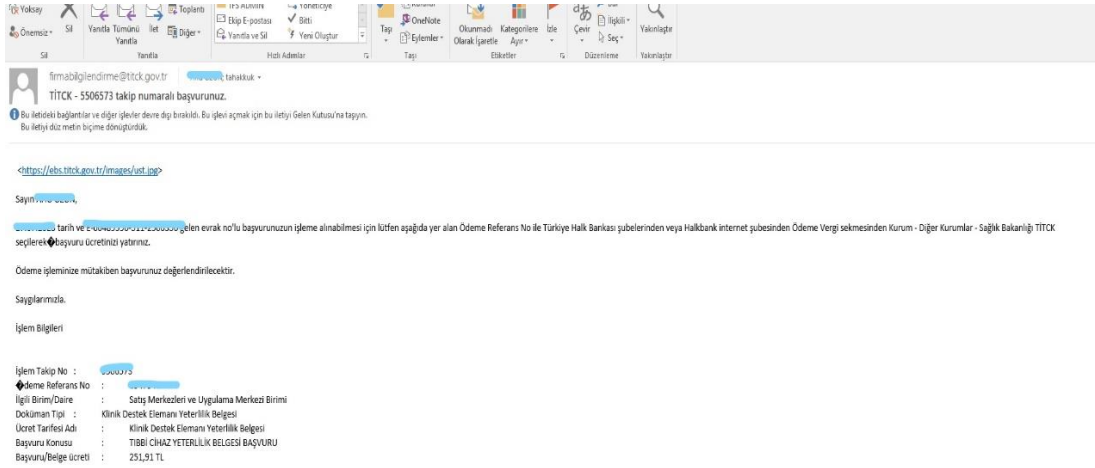 Yoksay
Önemsiz
Sil
Yanıtla
Tümünü Yanıtla
İlet
Toplantı
Diğer
Ekip E-postası
Yanıtla ve Sil
Yöneticiye
Bitti
Yeni Oluştur
Taşı
OneNote
Eylemler
Okunmadı Olarak İşaretle
Kategorilere Ayır
İzle
Çevir
İlişkili
Seç
Yakınlaştır
Sil
Yanıtla
Hızlı Adımlar
Taşı
Etiketler
Düzenleme
Yakınlaştır
firmabilgilendirme@titck.gov.tr tahakkuk
TİTCK - 5506573 takip numaralı başvurunuz.
Bu iletideki bağlantılar ve diğer işlevler devre dışı bırakıldı. Bu işlevi açmak için bu iletiyi Gelen Kutusu'na taşıyın.
Bu iletiyi düz metin biçime dönüştürdük.
<https://ebs.titck.gov.tr/images/ust.jpg>
Sayın
tarih ve gelen evrak no'lu başvurunuzun işleme alınabilmesi için lütfen aşağıda yer alan Ödeme Referans No ile Türkiye Halk Bankası şubelerinden veya Halkbank internet şubesinden Ödeme Vergi sekmesinden Kurum - Diğer Kurumlar - Sağlık Bakanlığı TİTCK
seçilerek�başvuru ücretinizi yatırınız.
Ödeme işleminize mütakiben başvurunuz değerlendirilecektir.
Saygılarımızla.
İşlem Bilgileri
İşlem Takip No :
�deme Referans No :
İlgili Birim/Daire : Satış Merkezleri ve Uygulama Merkezi Birimi
Doküman Tipi : Klinik Destek Elemanı Yeterlilik Belgesi
Ücret Tarifesi Adı : Klinik Destek Elemanı Yeterlilik Belgesi
Başvuru Konusu : TIBBİ CİHAZ YETERLİLİK BELGESİ BAŞVURU
Başvuru/Belge ücreti : 251,91 TL